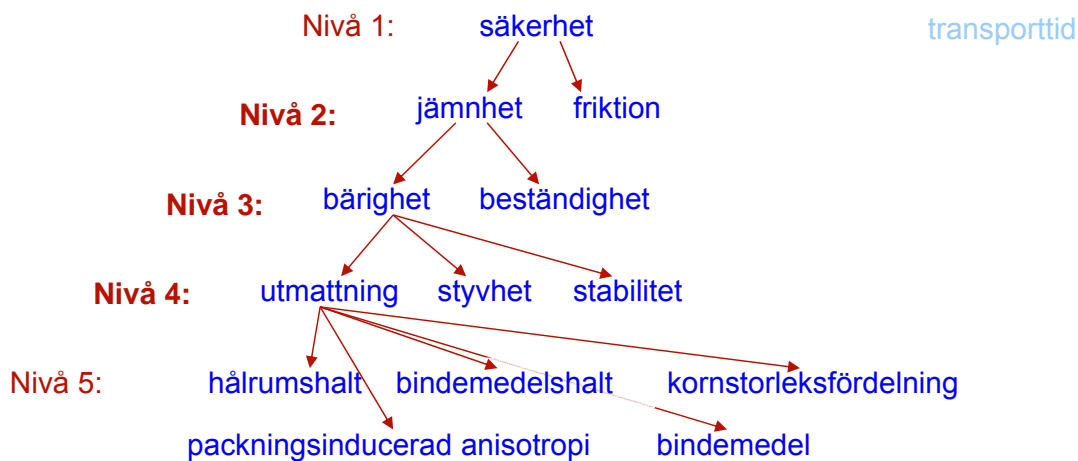 Nivå 1: säkerhet transporttid
Nivå 2: jämnhet friktion
Nivå 3: bärighet beständighet
Nivå 4: utmattning styvhet stabilitet
Nivå 5: hålrumshalt bindemedelshalt kornstorleksfördelning
packningsinducerad anisotropi bindemedel